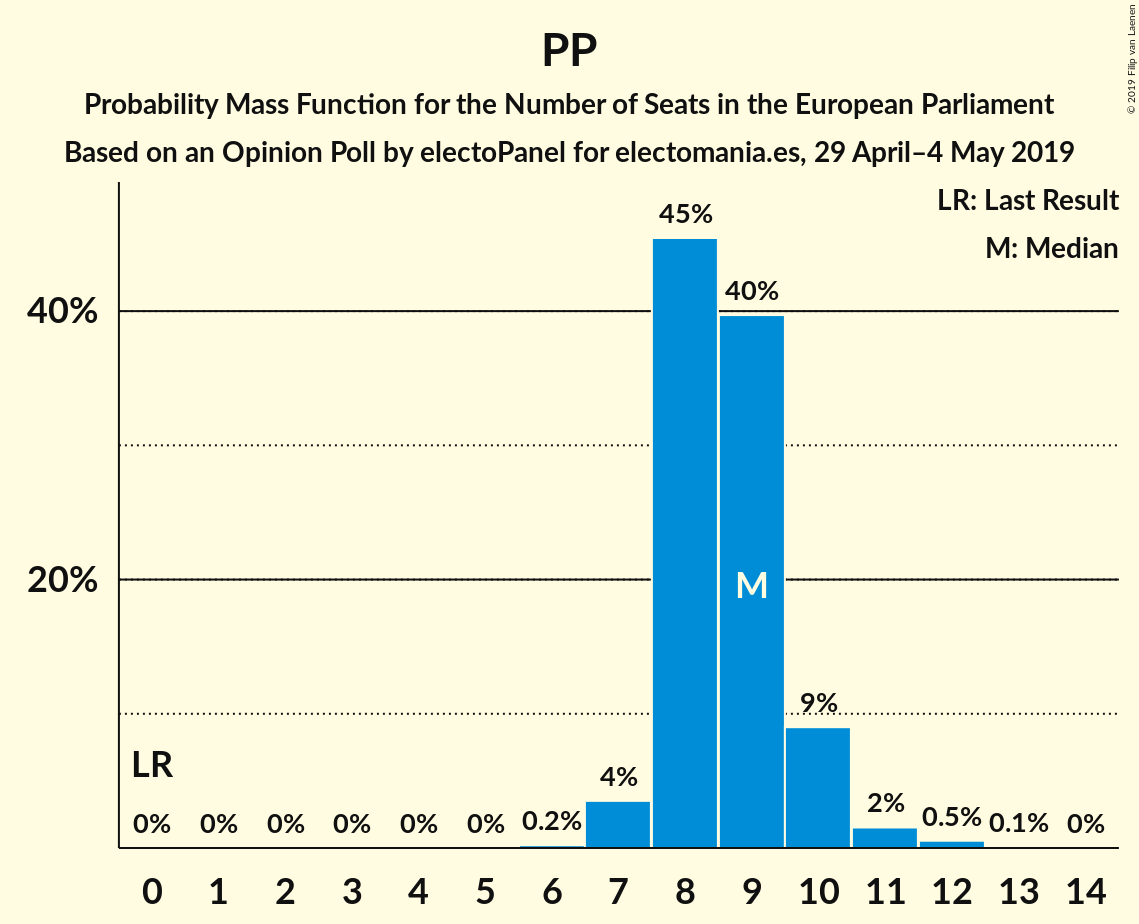 PP
Probability Mass Function for the Number of Seats in the European Parliament
Based on an Opinion Poll by electoPanel for electomania.es, 29 April–4 May 2019
© 2019 Filip van Laenen
LR: Last Result
M: Median
45%
40%
40%
20%
M
9%
LR
4%
2%
0% 0% 0% 0% 0% 0% 0.2% 0.5% 0.1% 0%
0 1 2 3 4 5 6 7 8 9 10 11 12 13 14